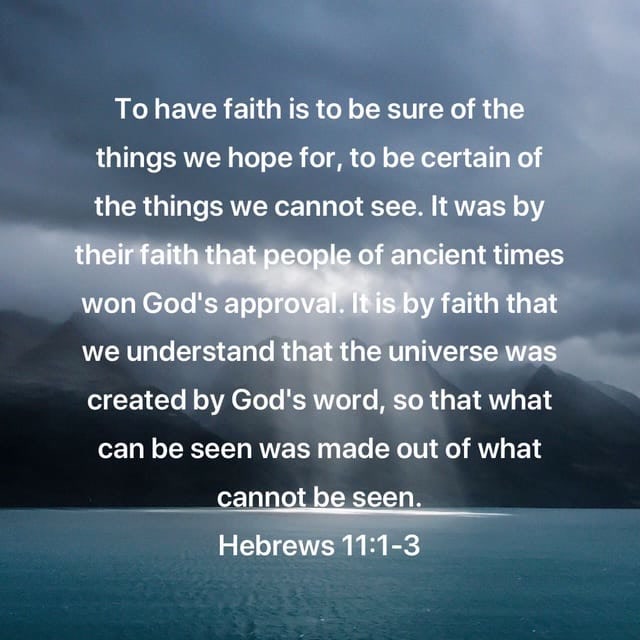 To have faith is to be sure of the
things we hope for, to be certain of
the things we cannot see. It was by
their faith that people of ancient times
won God's approval. It is by faith that
we understand that the universe was
created by God's word, so that what
can be seen was made out of what
cannot be seen.
Hebrews 11:1-3